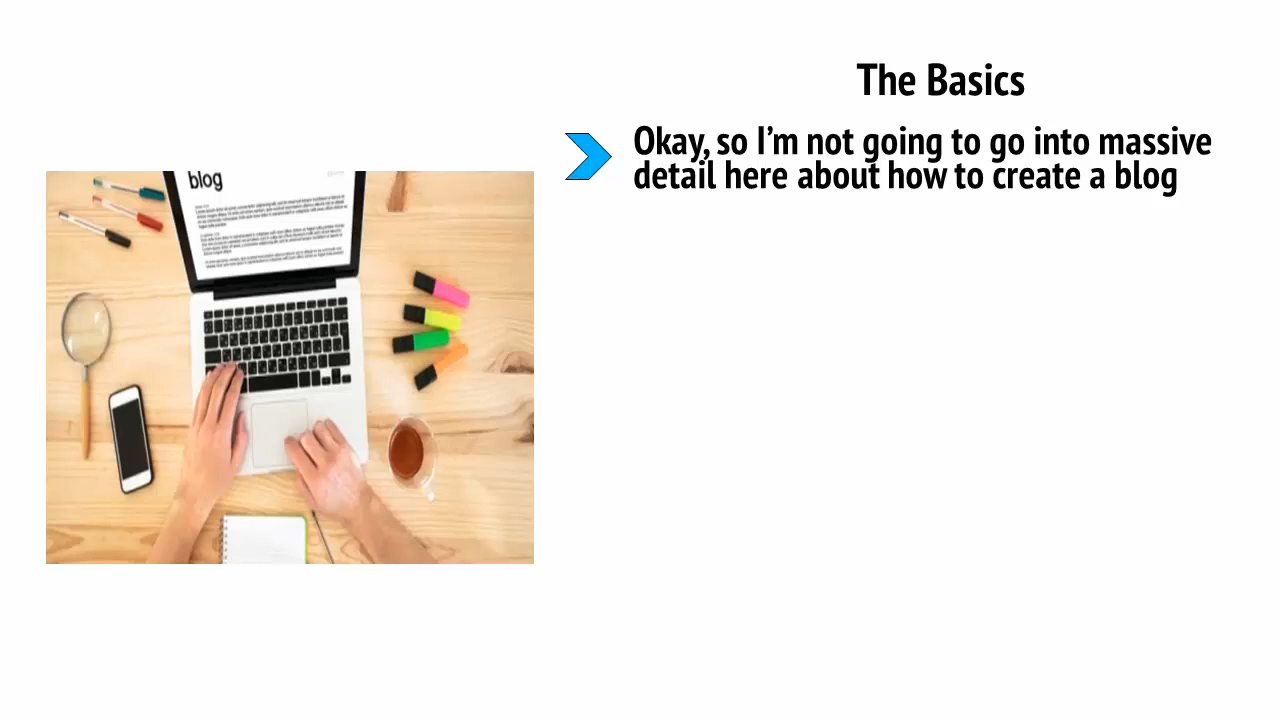 The Basics
Okay, so I’m not going to go into massive
detail here about how to create a blog
blog